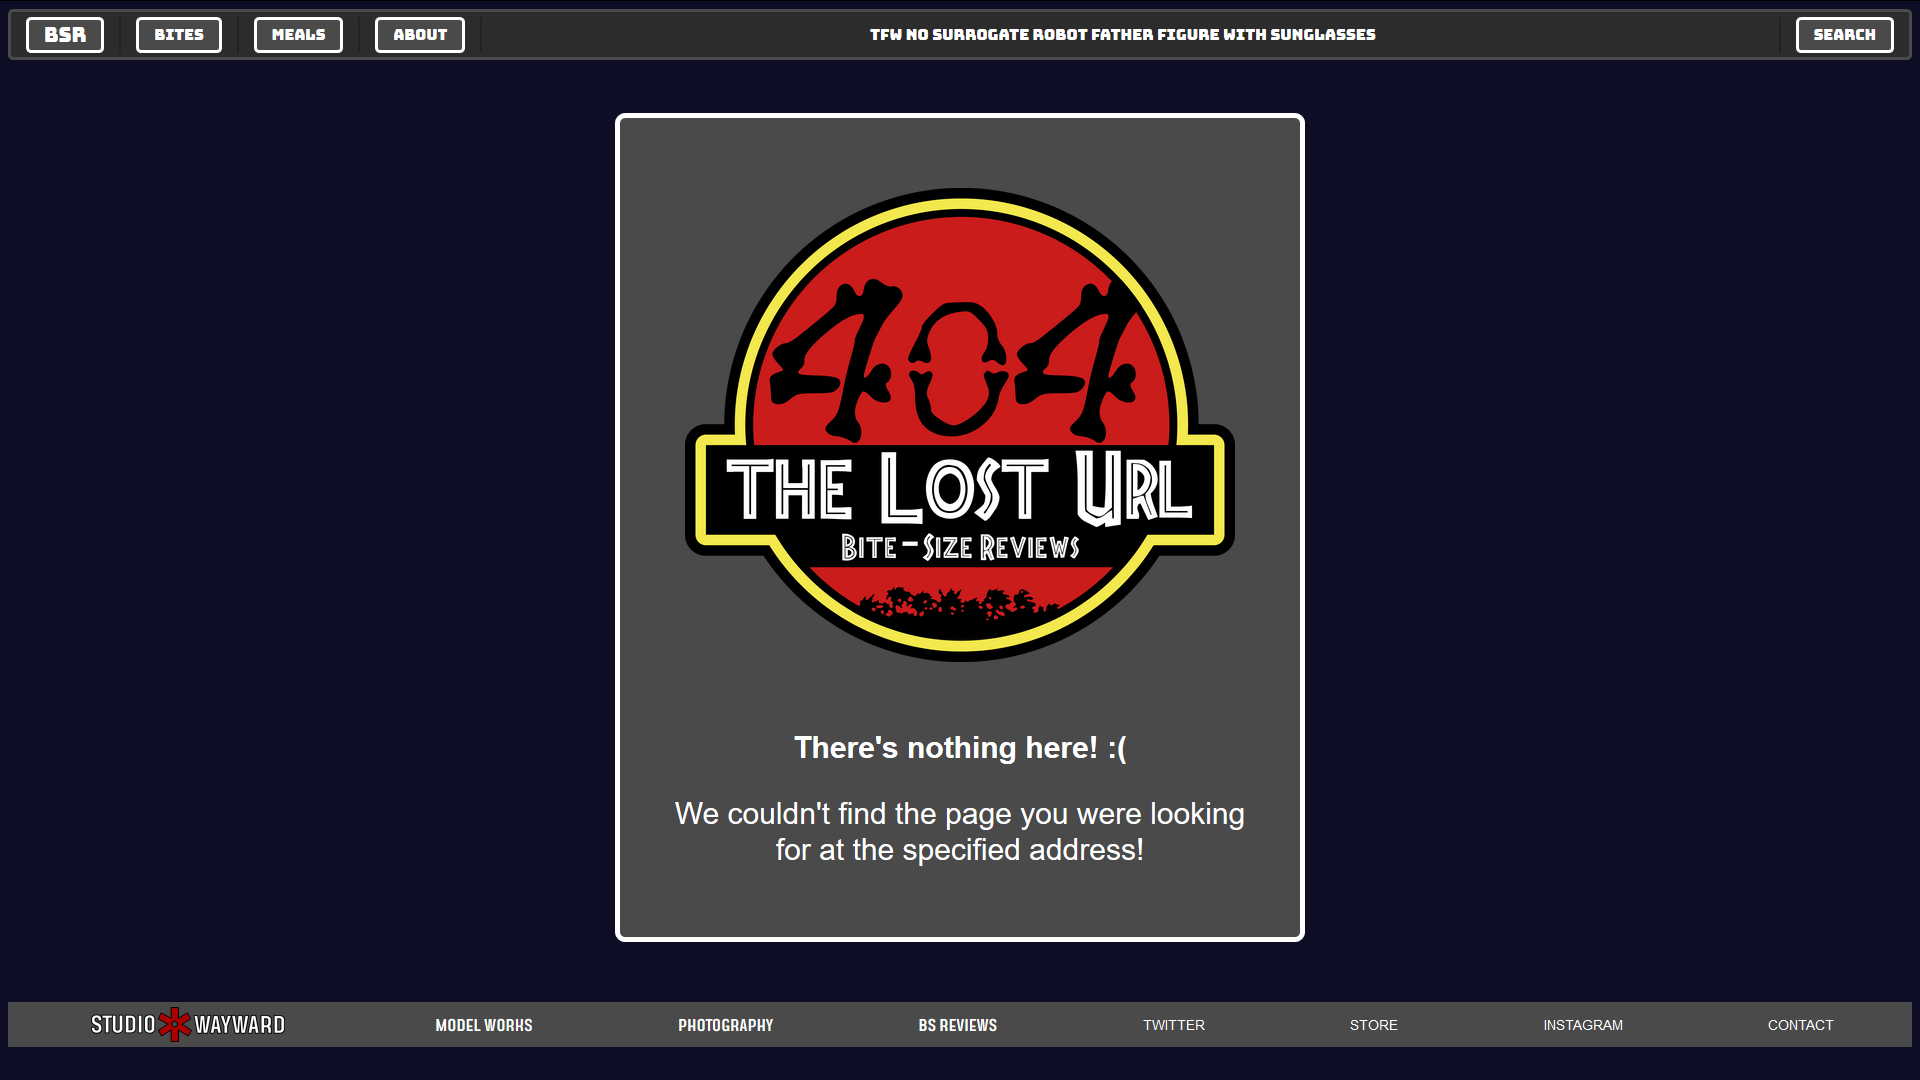 BSR
BITES
MEALS
ABOUT
TFW NO SURROGATE ROBOT FATHER FIGURE WITH SUNGLASSES
SEARCH
404
THE LOST URL
BITE-SIZE REVIEWS
There's nothing here! :(
We couldn't find the page you were looking
for at the specified address!
STUDIO WAYWARD
MODEL WORKS
PHOTOGRAPHY
BS REVIEWS
TWITTER
STORE
INSTAGRAM
CONTACT